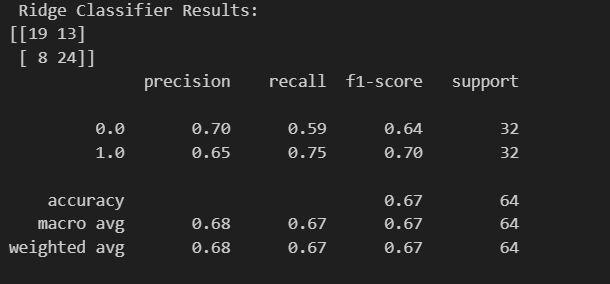 Ridge Classifier Results:
[[19 13]
 [ 8 24]]
              precision    recall  f1-score   support

         0.0       0.70      0.59      0.64        32
         1.0       0.65      0.75      0.70        32

    accuracy                           0.67        64
   macro avg       0.68      0.67      0.67        64
weighted avg       0.68      0.67      0.67        64